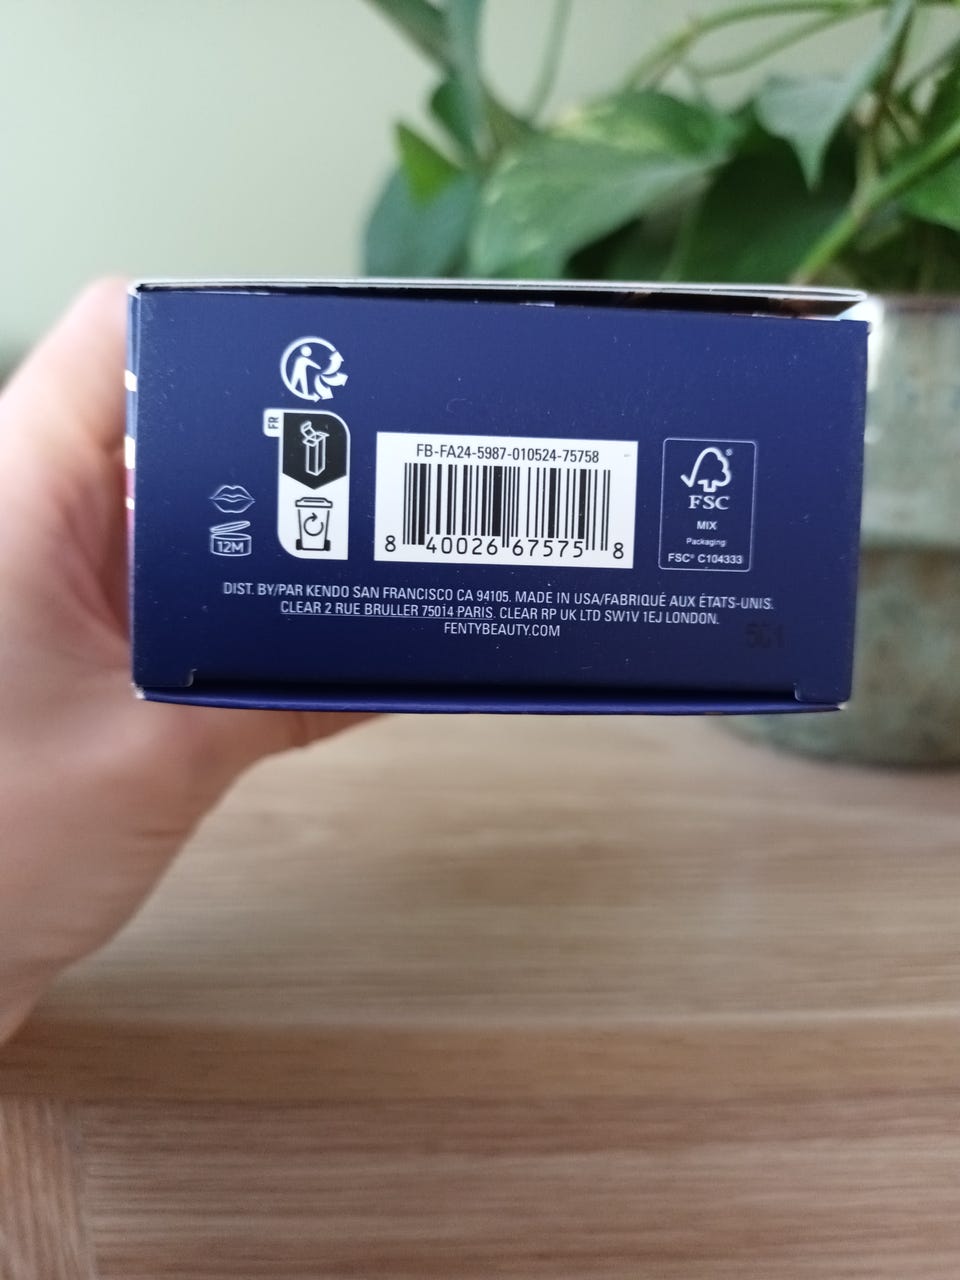 FR
FB-FA24-5987-010524-75758
8 40026 67575 8
12M
FSC®
MIX
Packaging
FSC® C104333
DIST. BY/PAR KENDO SAN FRANCISCO CA 94105. MADE IN USA/FABRIQUÉ AUX ÉTATS-UNIS.
CLEAR 2 RUE BRULLER 75014 PARIS. CLEAR RP UK LTD SW1V 1EJ LONDON.
FENTYBEAUTY.COM